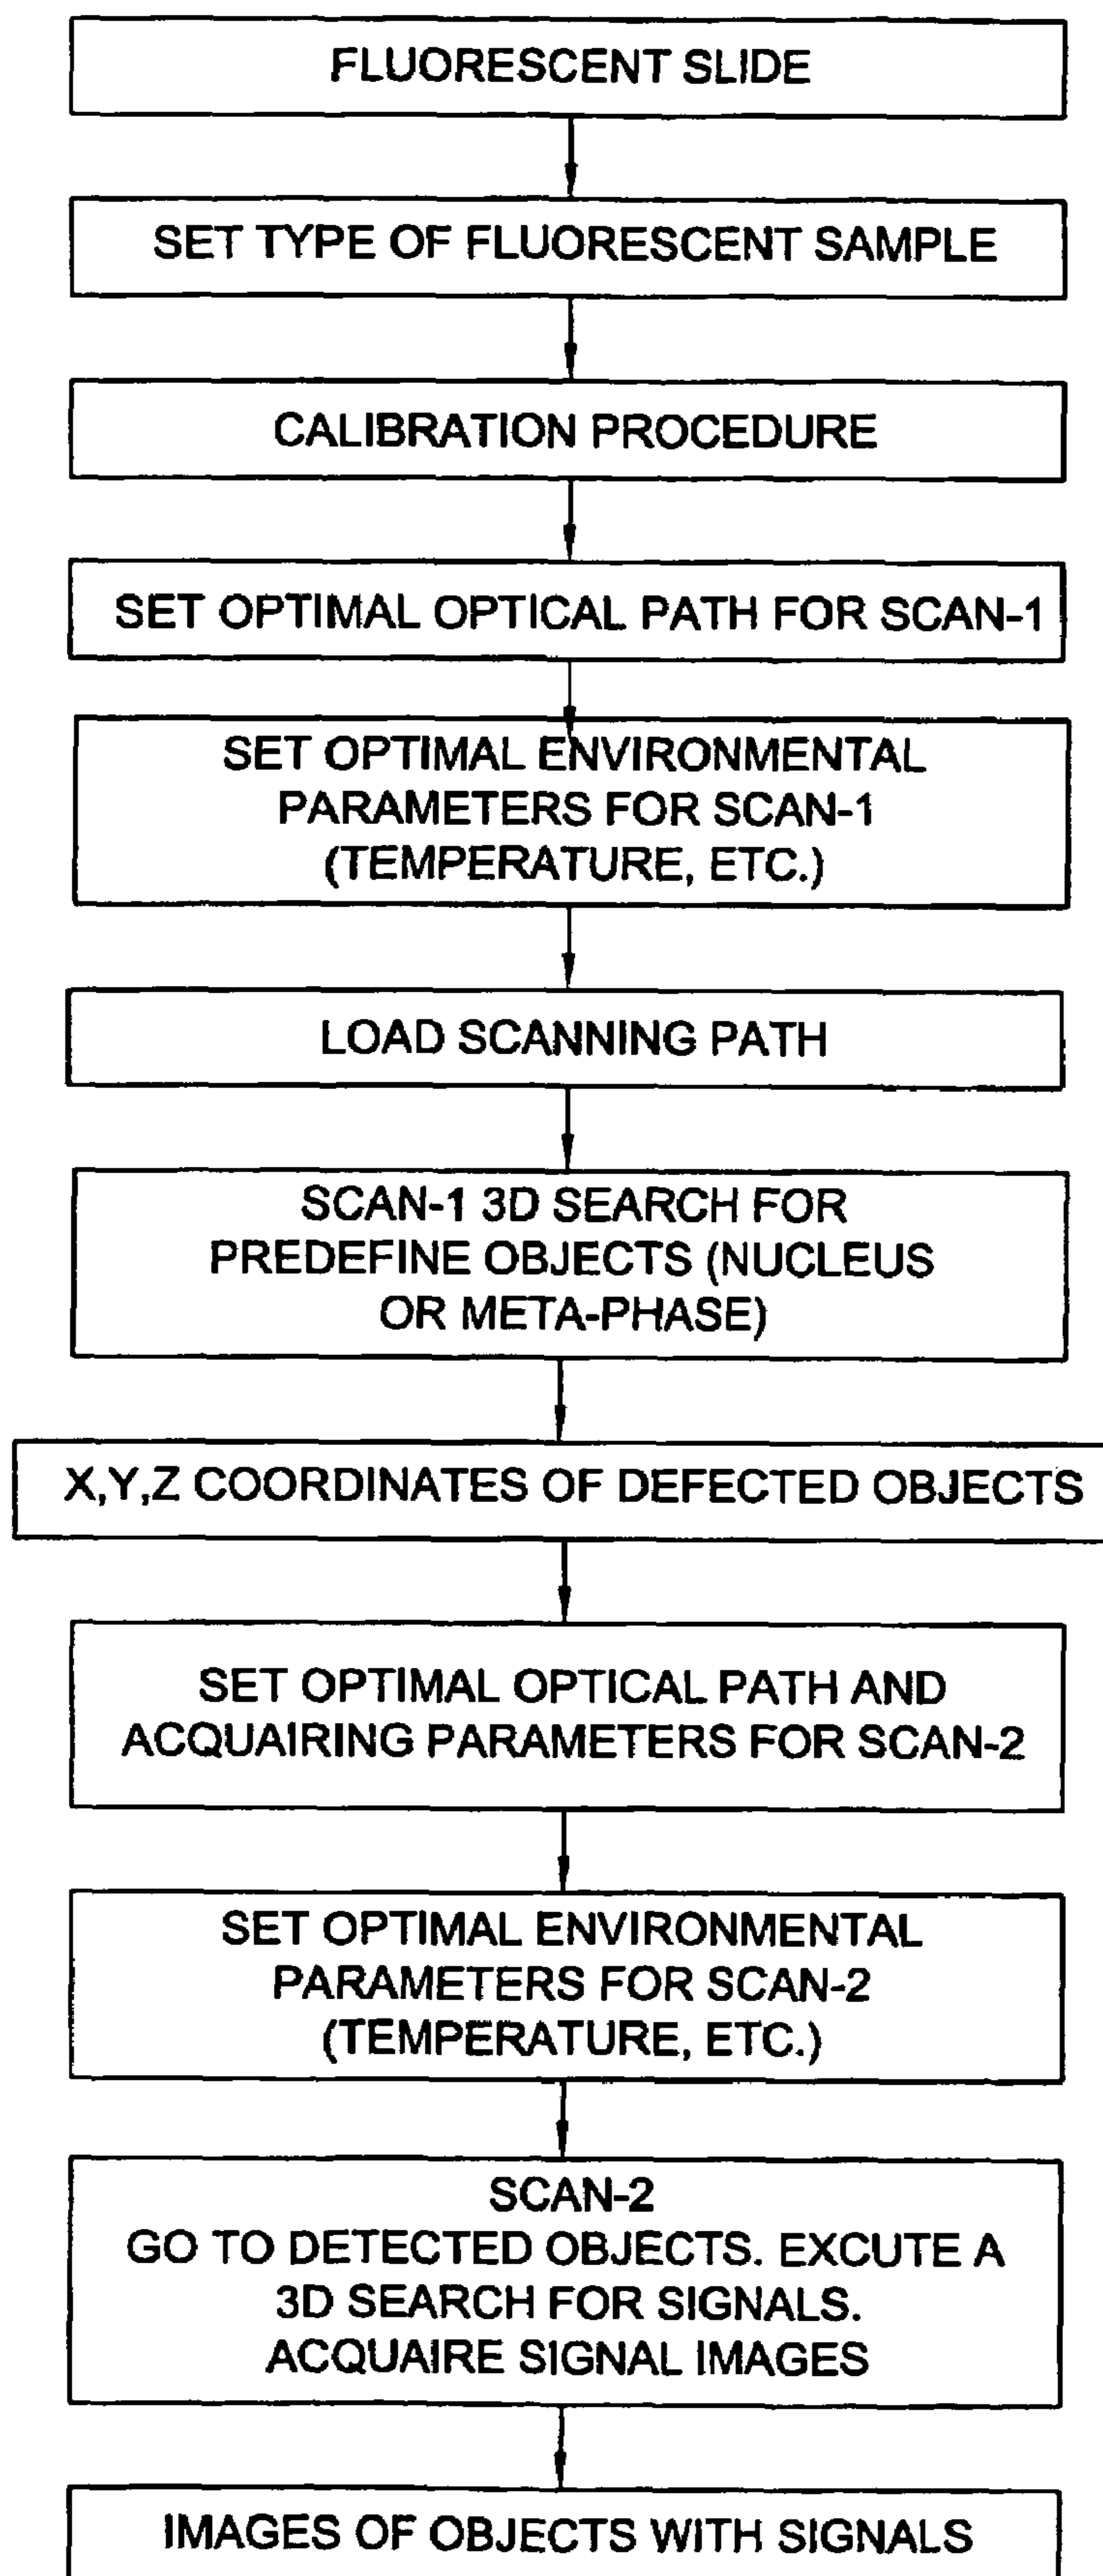 FLUORESCENT SLIDE
SET TYPE OF FLUORESCENT SAMPLE
CALIBRATION PROCEDURE
SET OPTIMAL OPTICAL PATH FOR SCAN-1
SET OPTIMAL ENVIRONMENTAL
PARAMETERS FOR SCAN-1
(TEMPERATURE, ETC.)
LOAD SCANNING PATH
SCAN-1 3D SEARCH FOR
PREDEFINE OBJECTS (NUCLEUS
OR META-PHASE)
X,Y,Z COORDINATES OF DEFECTED OBJECTS
SET OPTIMAL OPTICAL PATH AND
ACQUAIRING PARAMETERS FOR SCAN-2
SET OPTIMAL ENVIRONMENTAL
PARAMETERS FOR SCAN-2
(TEMPERATURE, ETC.)
SCAN-2
GO TO DETECTED OBJECTS. EXCUTE A
3D SEARCH FOR SIGNALS.
ACQUAIRE SIGNAL IMAGES
IMAGES OF OBJECTS WITH SIGNALS